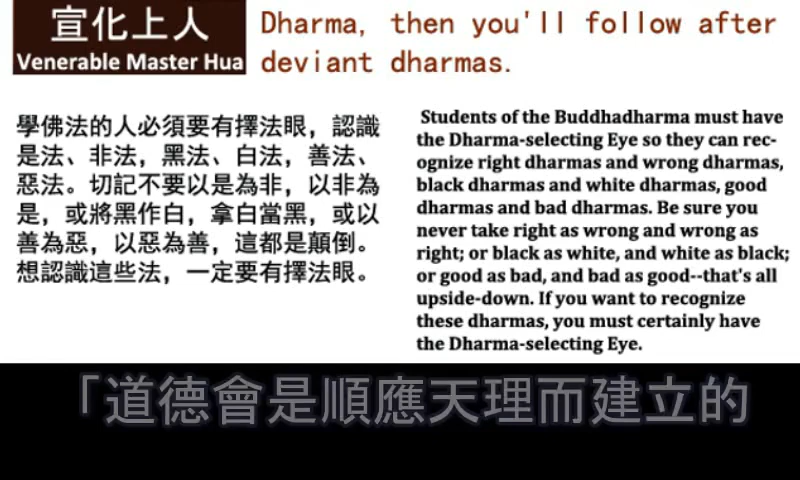 宣化上人
Venerable Master Hua
Dharma, then you'll follow after
deviant dharmas.
學佛法的人必須要有擇法眼，認識
是法、非法，黑法、白法，善法、
惡法。切記不要以是為非，以非為
是，或將黑作白，拿白當黑，或以
善為惡，以惡為善，這都是顛倒。
想認識這些法，一定要有擇法眼。
Students of the Buddhadharma must have
the Dharma-selecting Eye so they can rec-
ognize right dharmas and wrong dharmas,
black dharmas and white dharmas, good
dharmas and bad dharmas. Be sure you
never take right as wrong and wrong as
right; or black as white, and white as black;
or good as bad, and bad as good--that's all
upside-down. If you want to recognize
these dharmas, you must certainly have
the Dharma-selecting Eye.
「道德會是順應天理而建立的